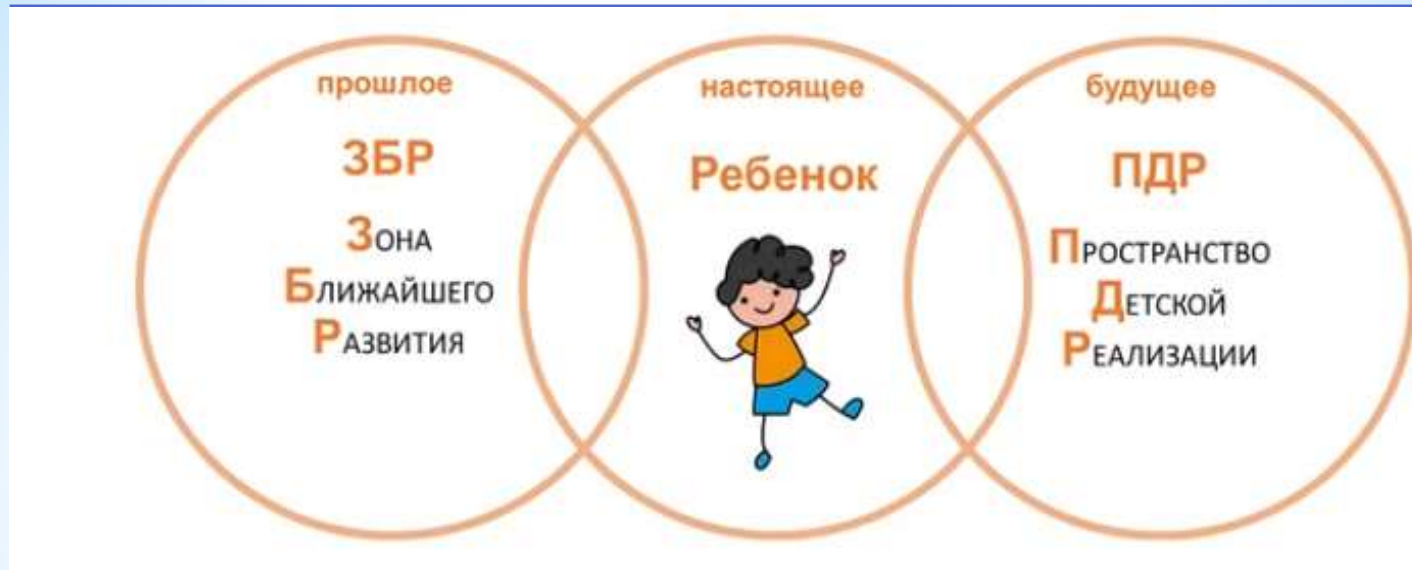 прошлое
ЗБР
ЗОНА
БЛИЖАЙШЕГО
РАЗВИТИЯ
настоящее
Ребенок
будущее
ПДР
ПРОСТРАНСТВО
ДЕТСКОЙ
РЕАЛИЗАЦИИ